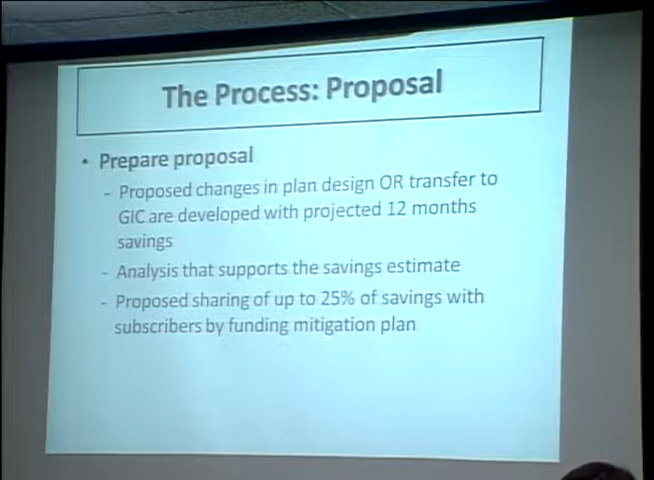 The Process: Proposal
• Prepare proposal
- Proposed changes in plan design OR transfer to
GIC are developed with projected 12 months
savings
- Analysis that supports the savings estimate
- Proposed sharing of up to 25% of savings with
subscribers by funding mitigation plan